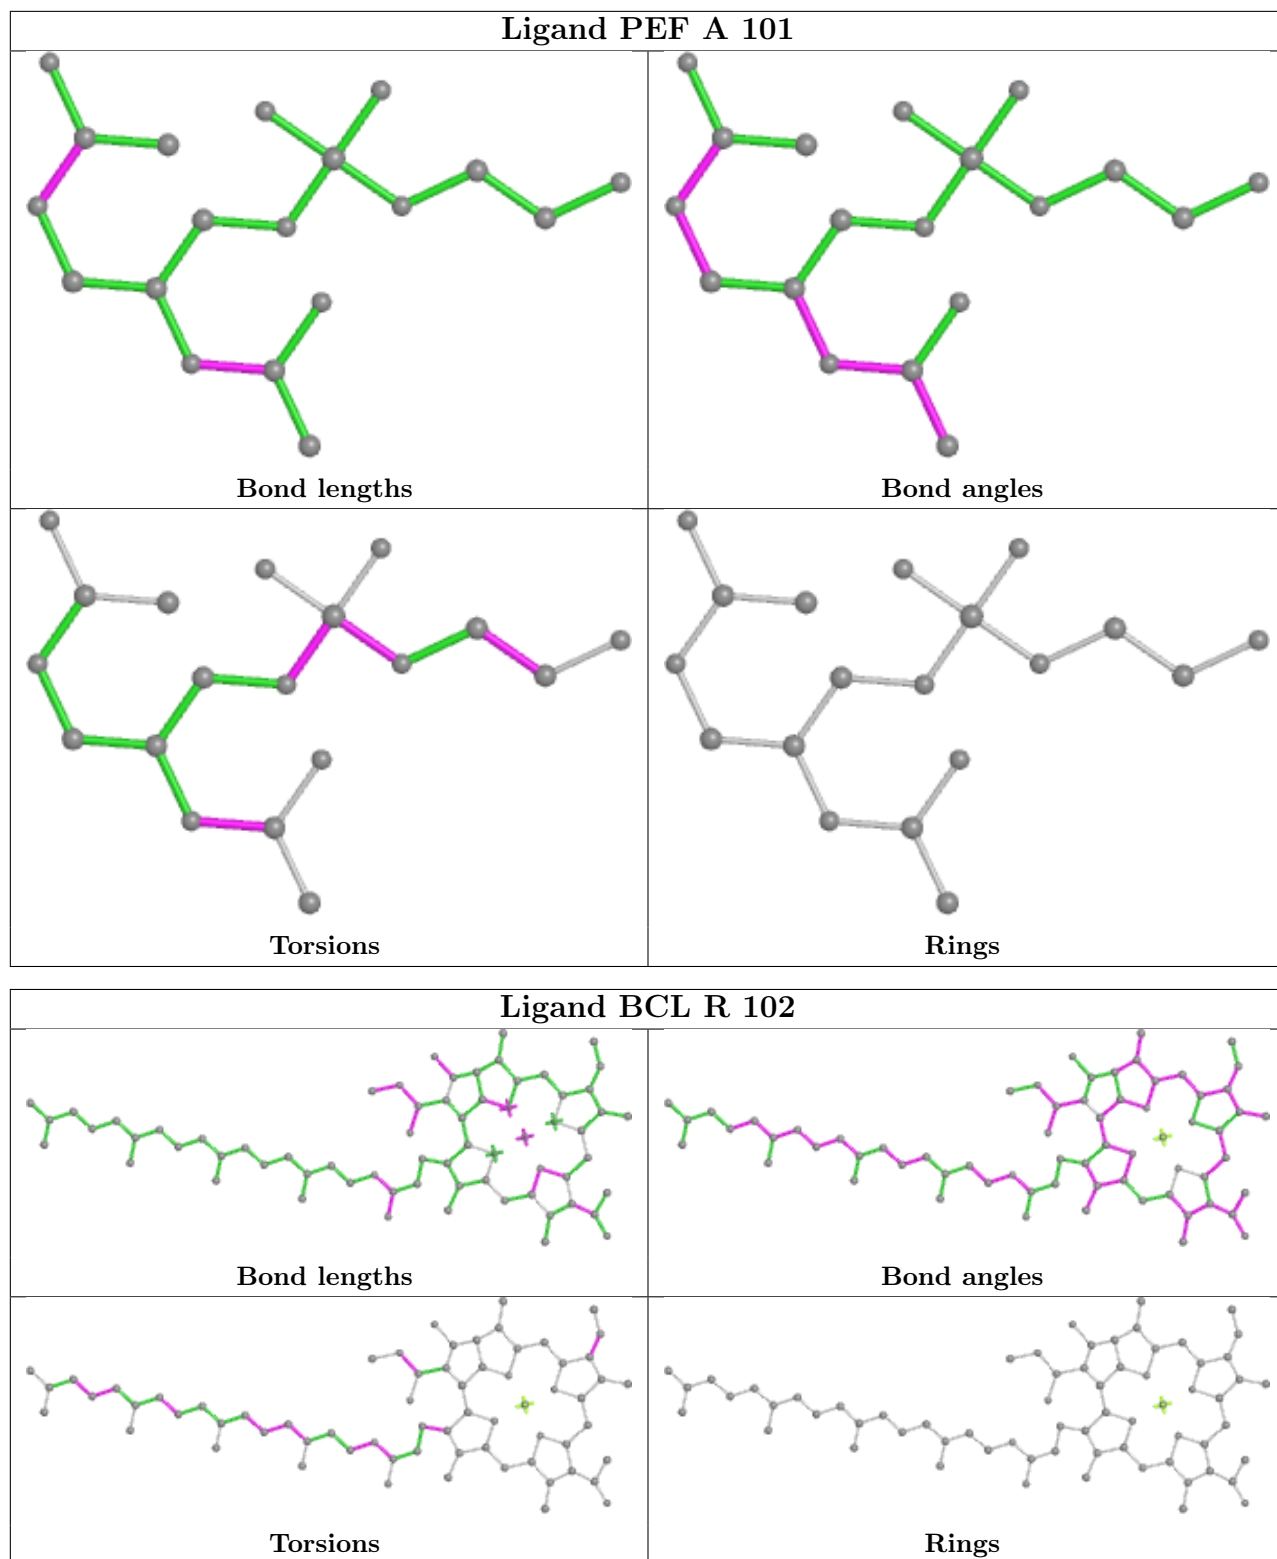 Ligand PEF A 101
Bond lengths
Bond angles
Torsions
Rings
Ligand BCL R 102
Bond lengths
Bond angles
Torsions
Rings